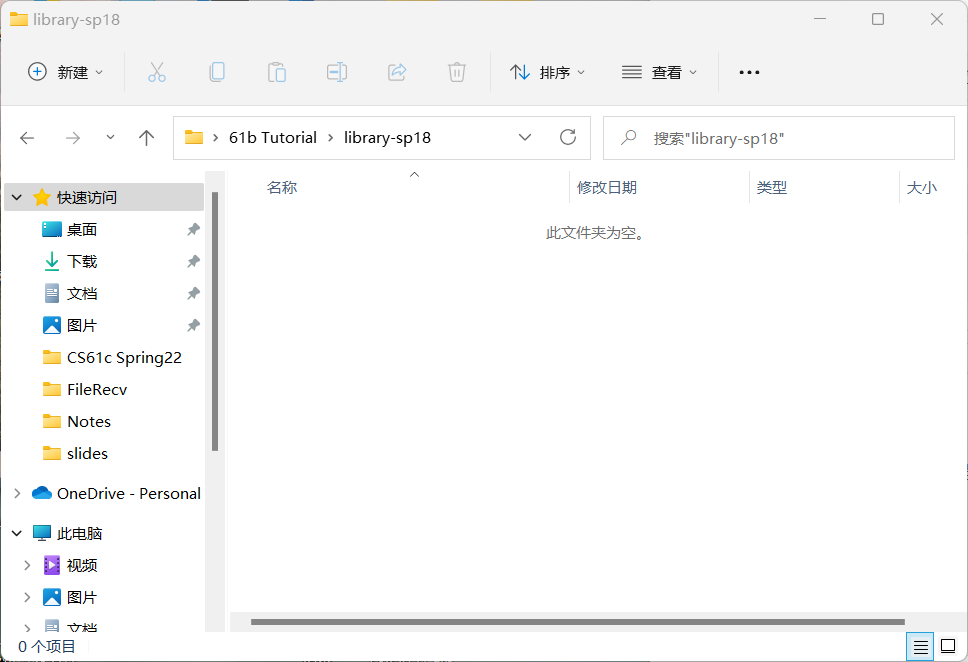 library-sp18
新建
排序
查看
61b Tutorial
library-sp18
搜索"library-sp18"
名称
修改日期
类型
大小
此文件夹为空。
快速访问
桌面
下载
文档
图片
CS61c Spring22
FileRecv
Notes
slides
OneDrive - Personal
此电脑
视频
图片
文档
0 个项目